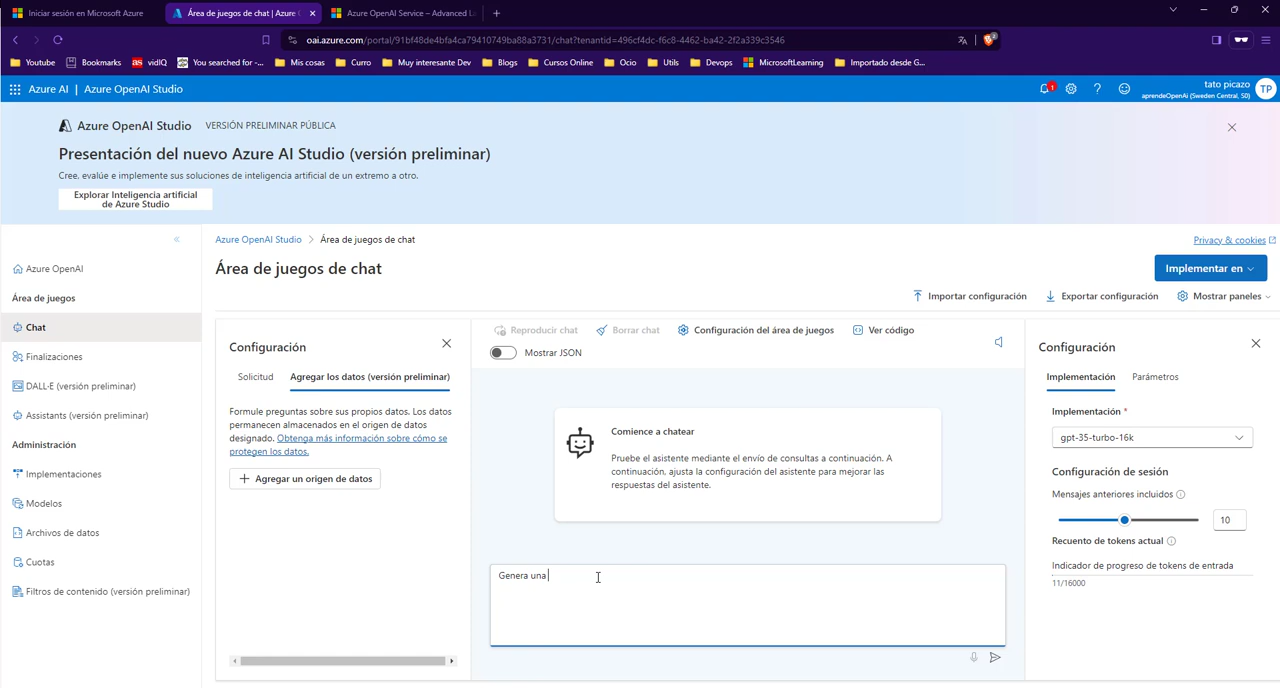 Iniciar sesión en Microsoft Azure
Área de juegos de chat | Azure
Azure OpenAI Service – Advanced
oai.azure.com/portal/91bf48de4bfa4ca79410749ba88a3731/chat?tenantid=496cf4dc-f6c8-4462-ba42-2f2a339c3546
Youtube
Bookmarks
vidIQ
You searched for -...
Mis cosas
Curro
Muy interesante Dev
Blogs
Cursos Online
Ocio
Utils
Devops
MicrosoftLearning
Importado desde G...
Azure AI | Azure OpenAI Studio
1
tato picazo
aprendeOpenAi (Sweden Central, S0)
TP
Azure OpenAI Studio VERSIÓN PRELIMINAR PÚBLICA
Presentación del nuevo Azure AI Studio (versión preliminar)
Cree, evalúe e implemente sus soluciones de inteligencia artificial de un extremo a otro.
Explorar Inteligencia artificial
de Azure Studio
Azure OpenAI
Área de juegos
Chat
Finalizaciones
DALL·E (versión preliminar)
Assistants (versión preliminar)
Administración
Implementaciones
Modelos
Archivos de datos
Cuotas
Filtros de contenido (versión preliminar)
Azure OpenAI Studio > Área de juegos de chat
Privacy & cookies
Área de juegos de chat
Implementar en
Importar configuración
Exportar configuración
Mostrar paneles
Configuración
Solicitud
Agregar los datos (versión preliminar)
Formule preguntas sobre sus propios datos. Los datos
permanecen almacenados en el origen de datos
designado. Obtenga más información sobre cómo se
protegen los datos.
Agregar un origen de datos
Reproducir chat
Borrar chat
Configuración del área de juegos
Ver código
Mostrar JSON
Comience a chatear
Pruebe el asistente mediante el envío de consultas a continuación. A
continuación, ajusta la configuración del asistente para mejorar las
respuestas del asistente.
Genera una
Configuración
Implementación
Parámetros
Implementación *
gpt-35-turbo-16k
Configuración de sesión
Mensajes anteriores incluidos
10
Recuento de tokens actual
Indicador de progreso de tokens de entrada
11/16000